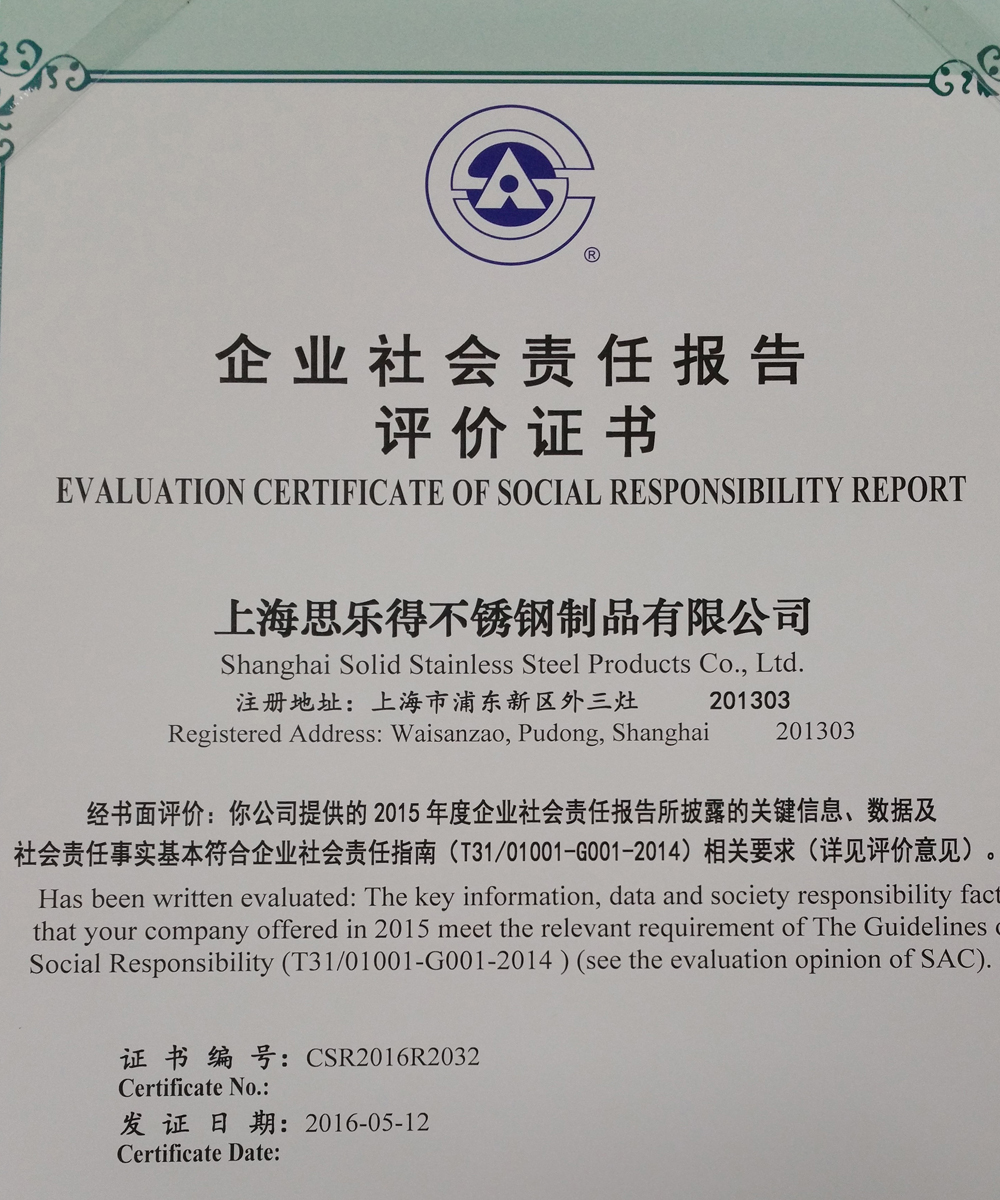 ®
企业社会责任报告
评价证书
EVALUATION CERTIFICATE OF SOCIAL RESPONSIBILITY REPORT
上海思乐得不锈钢制品有限公司
Shanghai Solid Stainless Steel Products Co., Ltd.
注册地址：上海市浦东新区外三灶 201303
Registered Address: Waisanzao, Pudong, Shanghai 201303
经书面评价：你公司提供的 2015 年度企业社会责任报告所披露的关键信息、数据及
社会责任事实基本符合企业社会责任指南（T31/01001-G001-2014）相关要求（详见评价意见）。
Has been written evaluated: The key information, data and society responsibility fact
that your company offered in 2015 meet the relevant requirement of The Guidelines
Social Responsibility (T31/01001-G001-2014 ) (see the evaluation opinion of SAC).
证书编号：CSR2016R2032
Certificate No.:
发证日期：2016-05-12
Certificate Date: